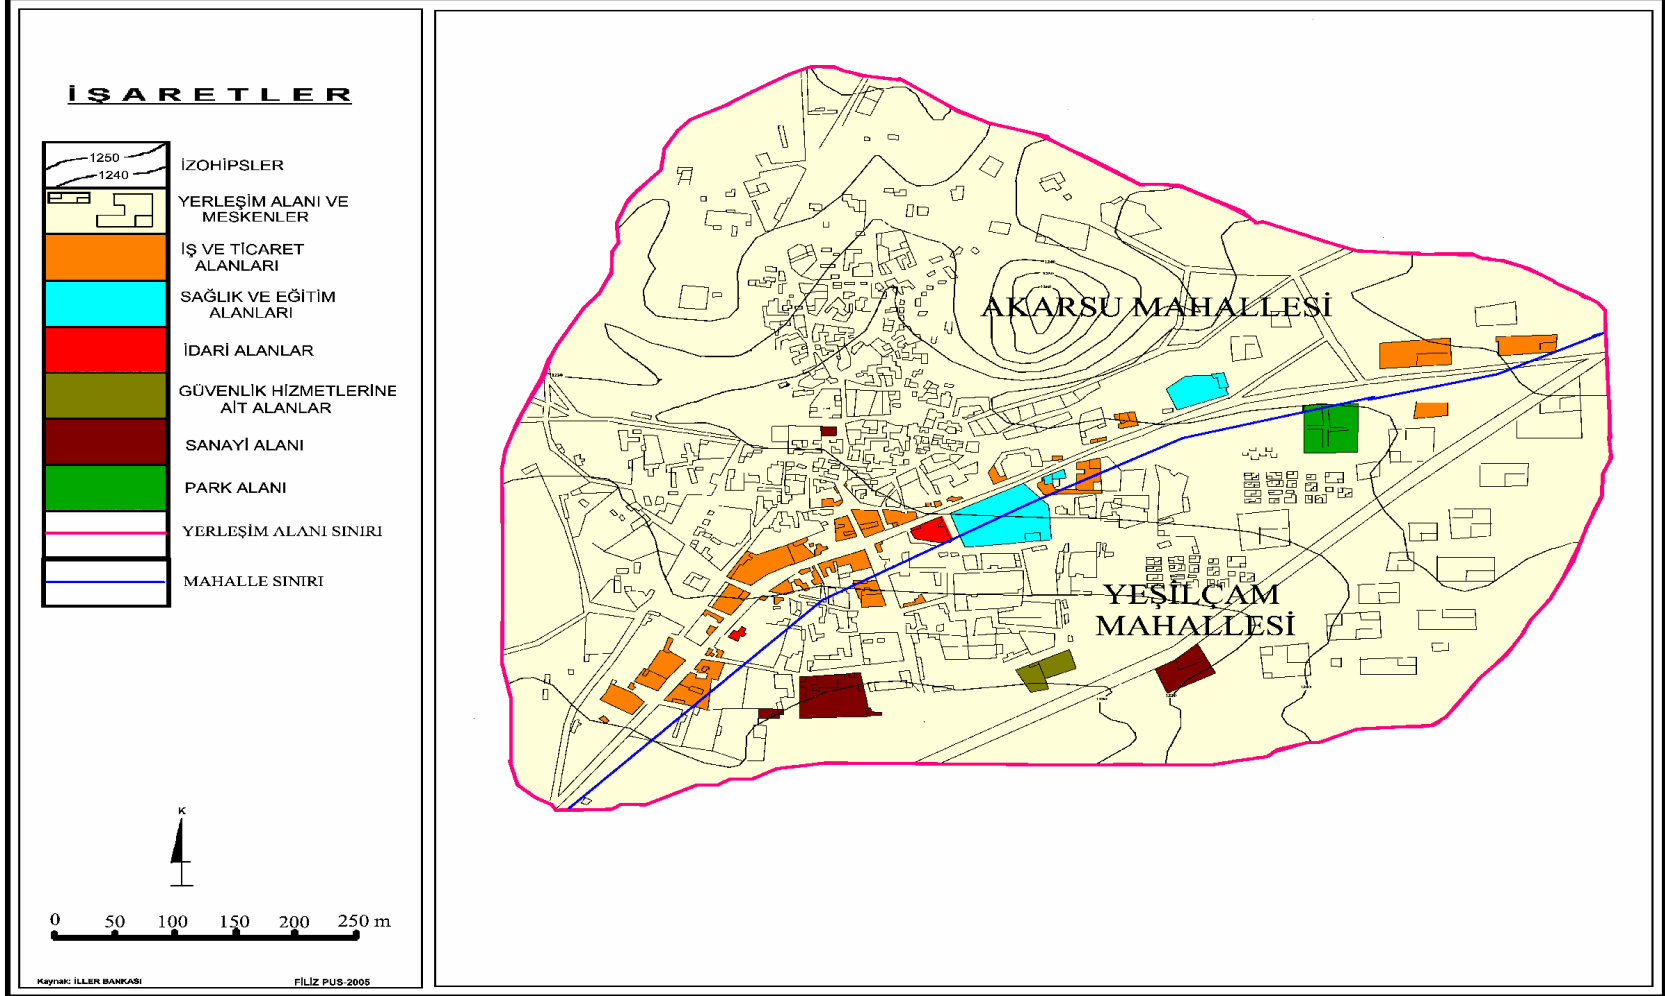 İŞARETLER
1250
1240
İZOHİPSLER
YERLEŞİM ALANI VE
MESKENLER
İŞ VE TİCARET
ALANLARI
SAĞLIK VE EĞİTİM
ALANLARI
İDARİ ALANLAR
GÜVENLİK HİZMETLERİNE
AİT ALANLAR
SANAYİ ALANI
PARK ALANI
YERLEŞİM ALANI SINIRI
MAHALLE SINIRI
K
0 50 100 150 200 250 m
Kaynak: İLLER BANKASI
FİLİZ PUS-2005
AKARSU MAHALLESİ
YEŞİLÇAM
MAHALLESİ